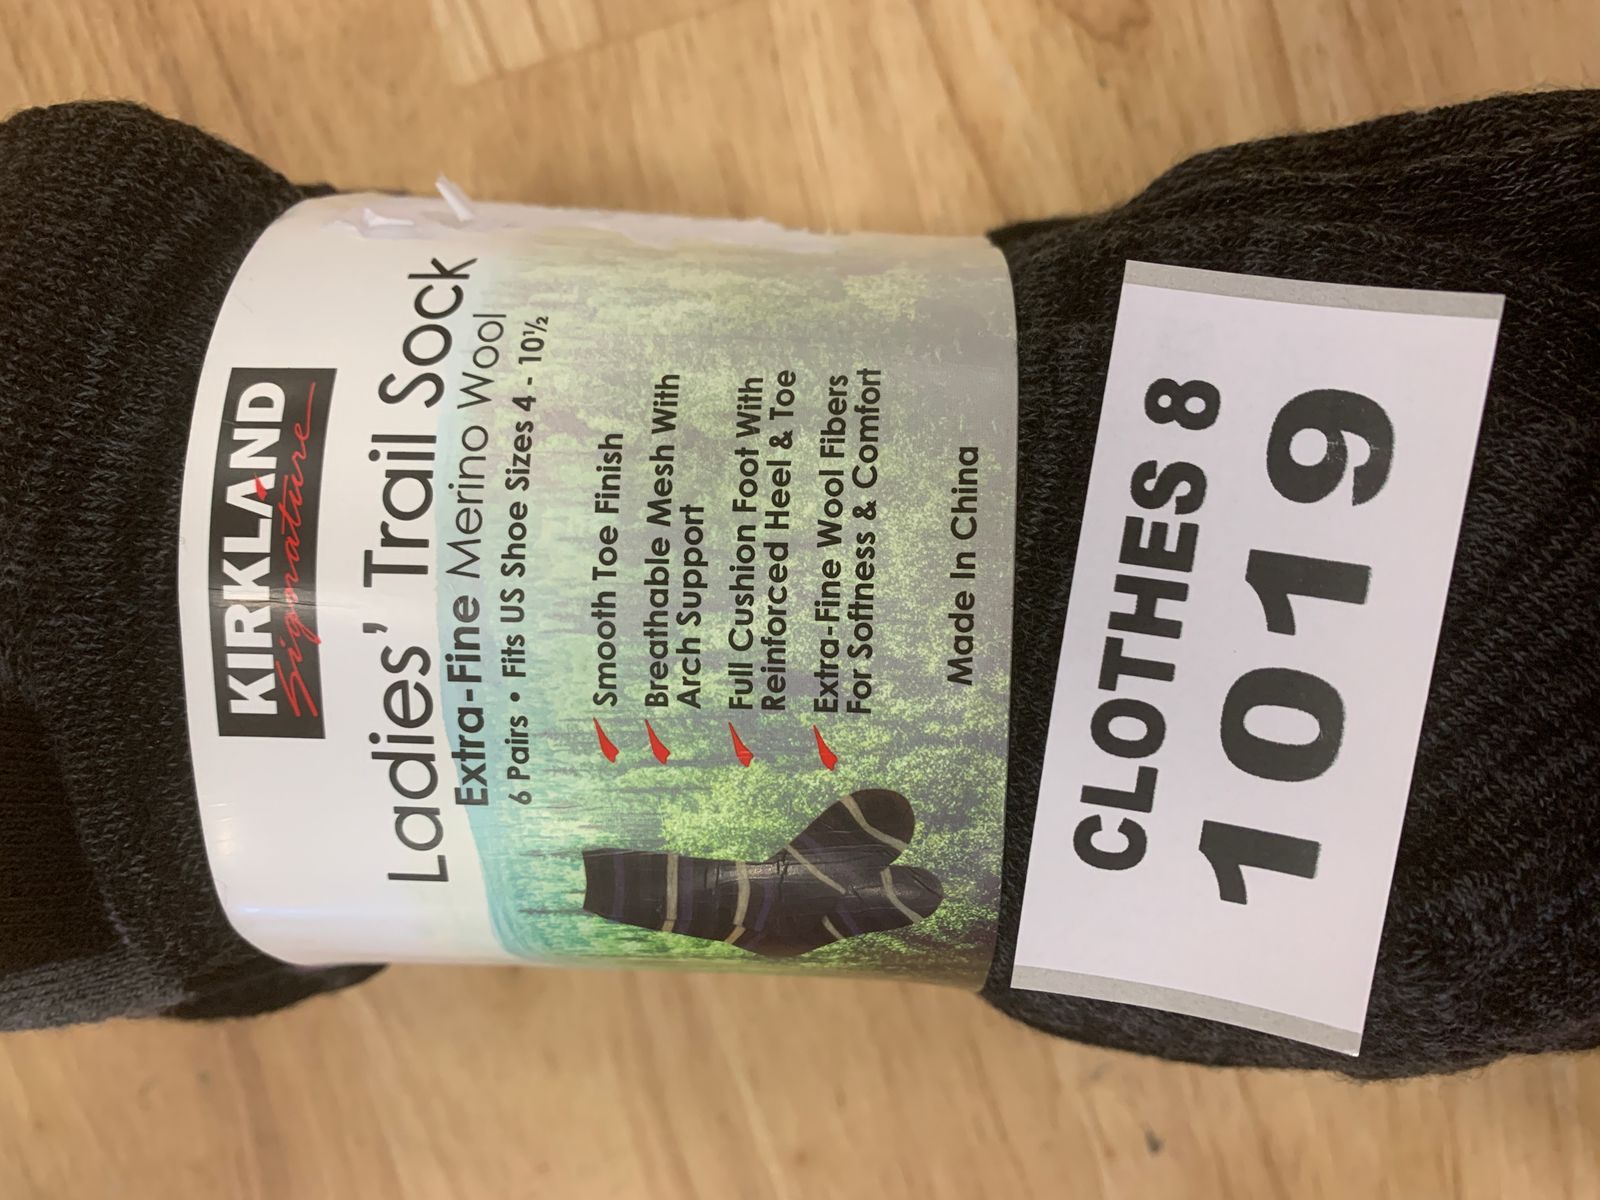 KIRKLAND
Signature
Ladies' Trail Sock
Extra-Fine Merino Wool
6 Pairs • Fits US Shoe Sizes 4 - 10½
Smooth Toe Finish
Breathable Mesh With
Arch Support
Full Cushion Foot With
Reinforced Heel & Toe
Extra-Fine Wool Fibers
For Softness & Comfort
Made In China
CLOTHES 8
1019